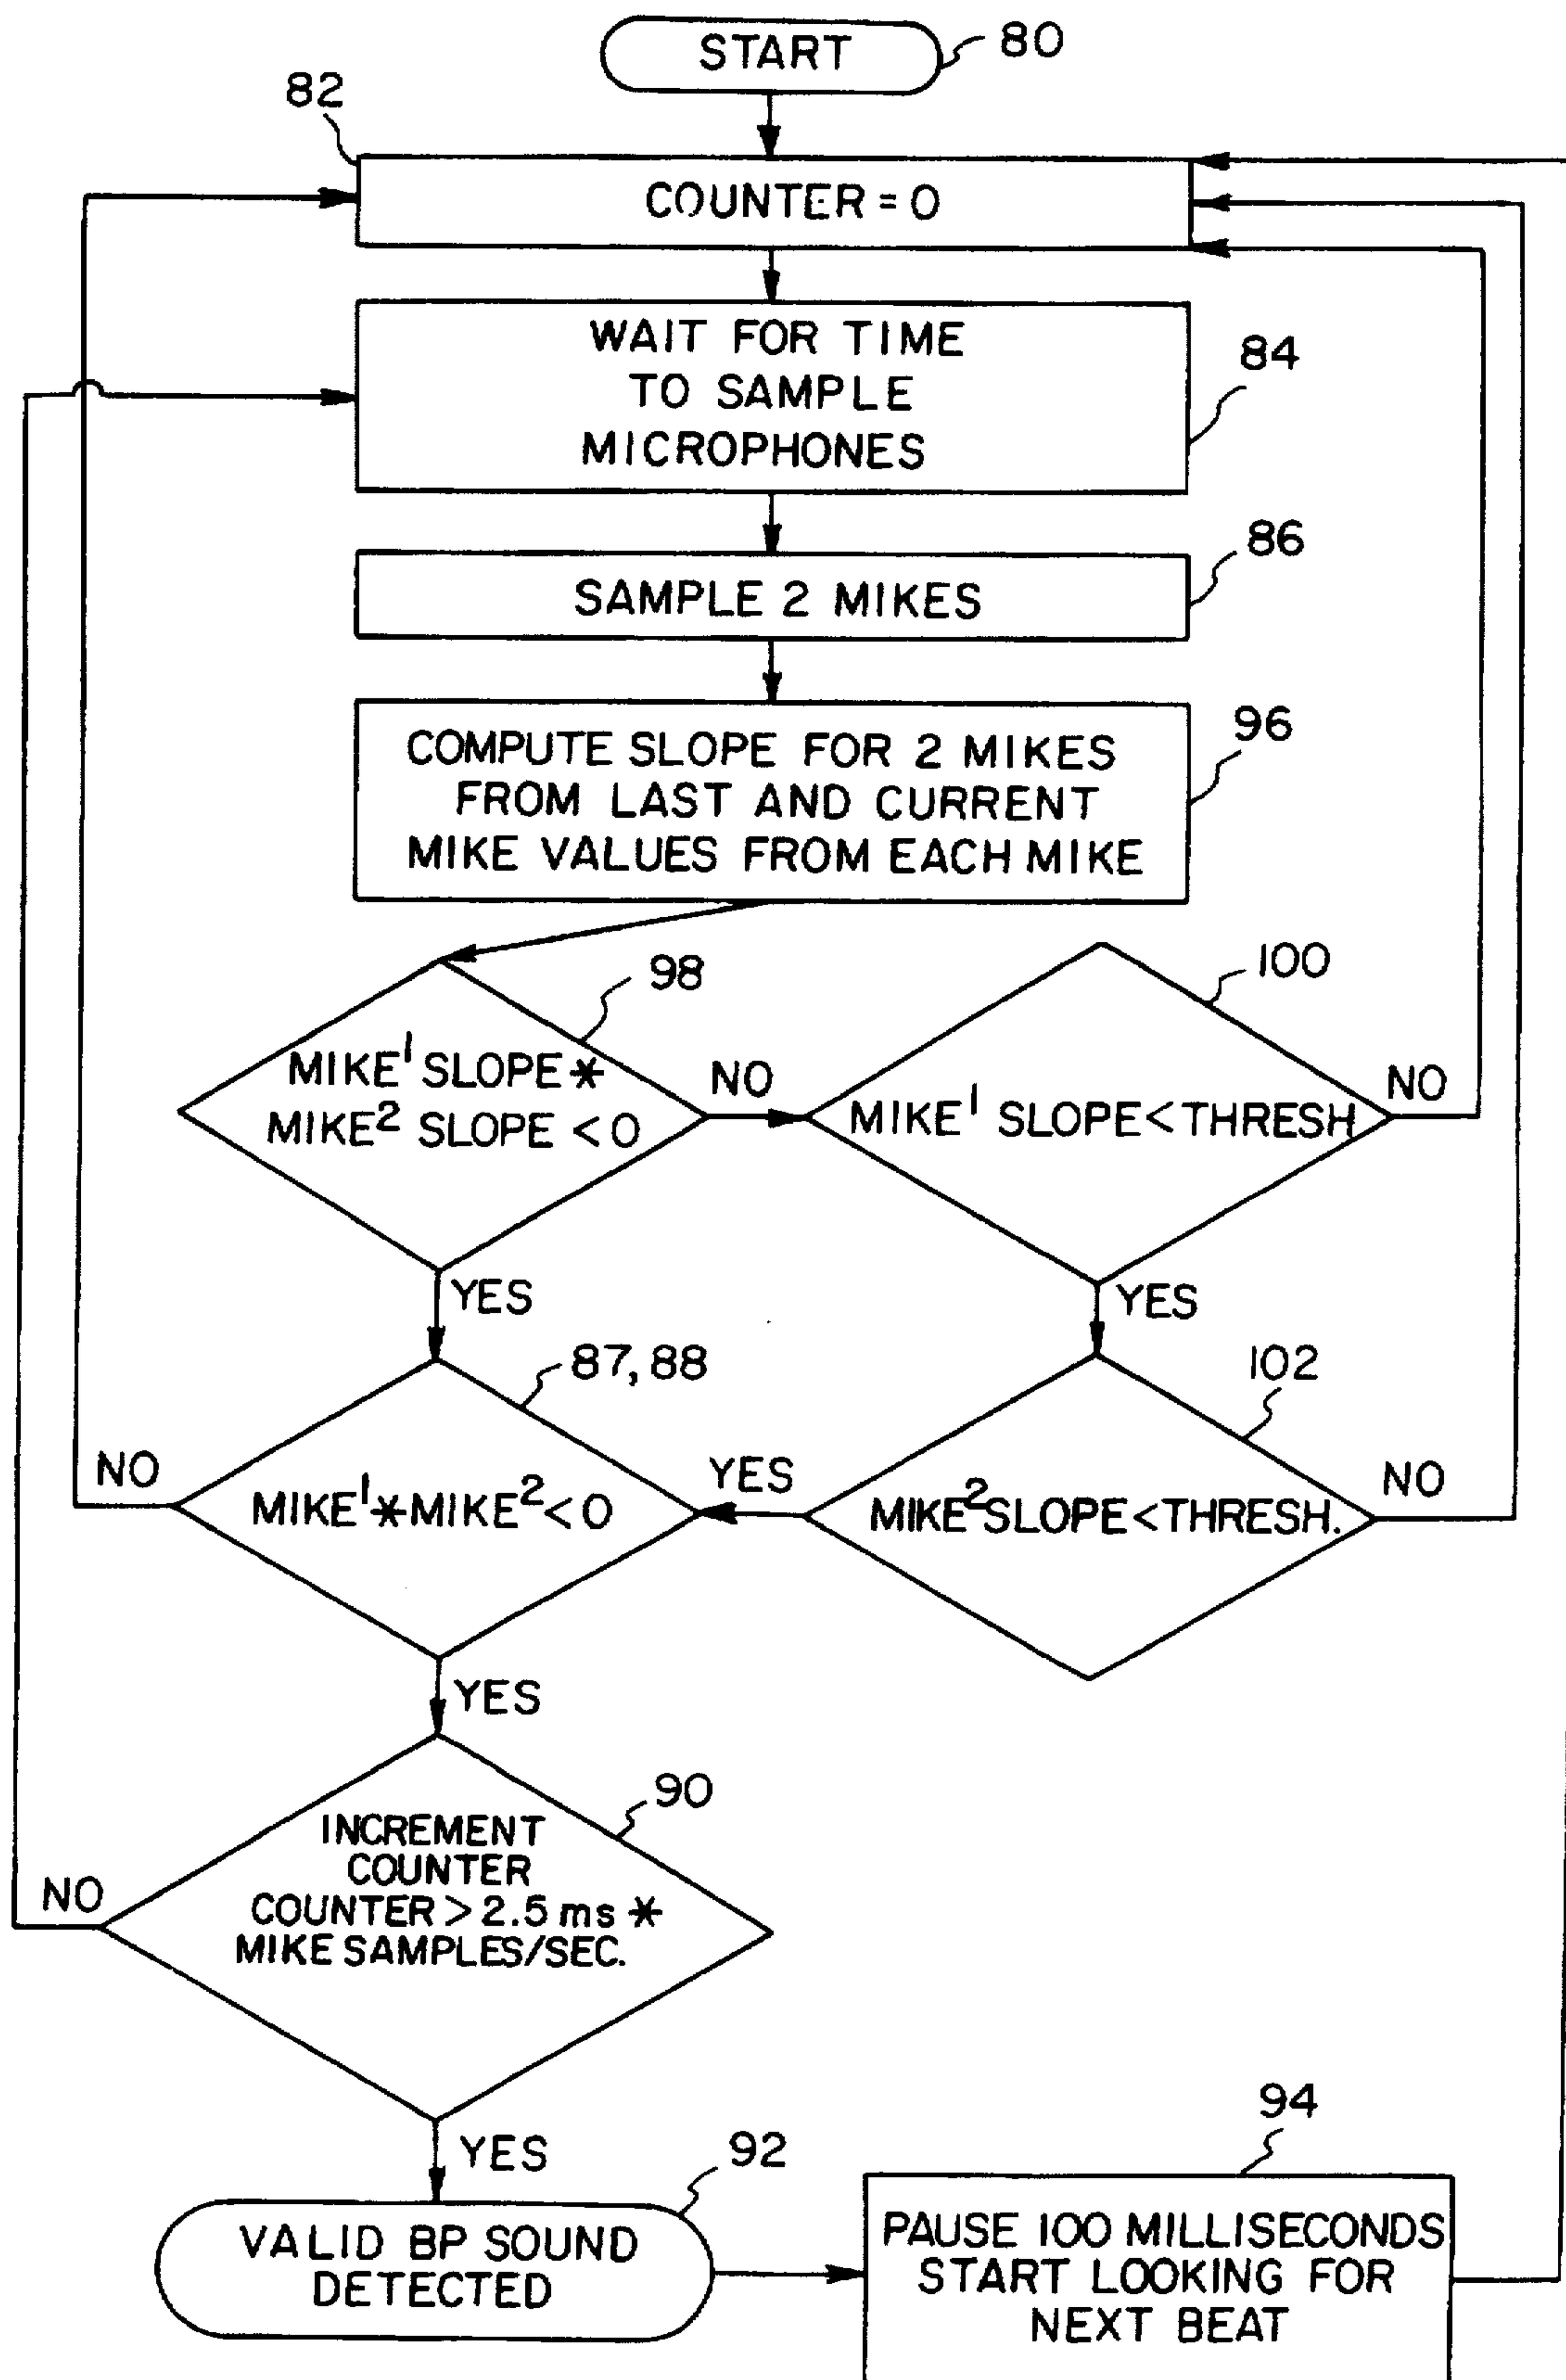 START
80
82
COUNTER = 0
WAIT FOR TIME
TO SAMPLE
MICROPHONES
84
SAMPLE 2 MIKES
86
COMPUTE SLOPE FOR 2 MIKES
FROM LAST AND CURRENT
MIKE VALUES FROM EACH MIKE
96
98
MIKE¹ SLOPE *
MIKE² SLOPE < 0
NO
YES
100
MIKE¹ SLOPE < THRESH
NO
YES
87, 88
MIKE¹ * MIKE² < 0
NO
YES
YES
102
MIKE² SLOPE < THRESH.
NO
90
INCREMENT
COUNTER
COUNTER > 2.5 ms *
MIKE SAMPLES/SEC.
NO
YES
92
VALID BP SOUND
DETECTED
94
PAUSE 100 MILLISECONDS
START LOOKING FOR
NEXT BEAT